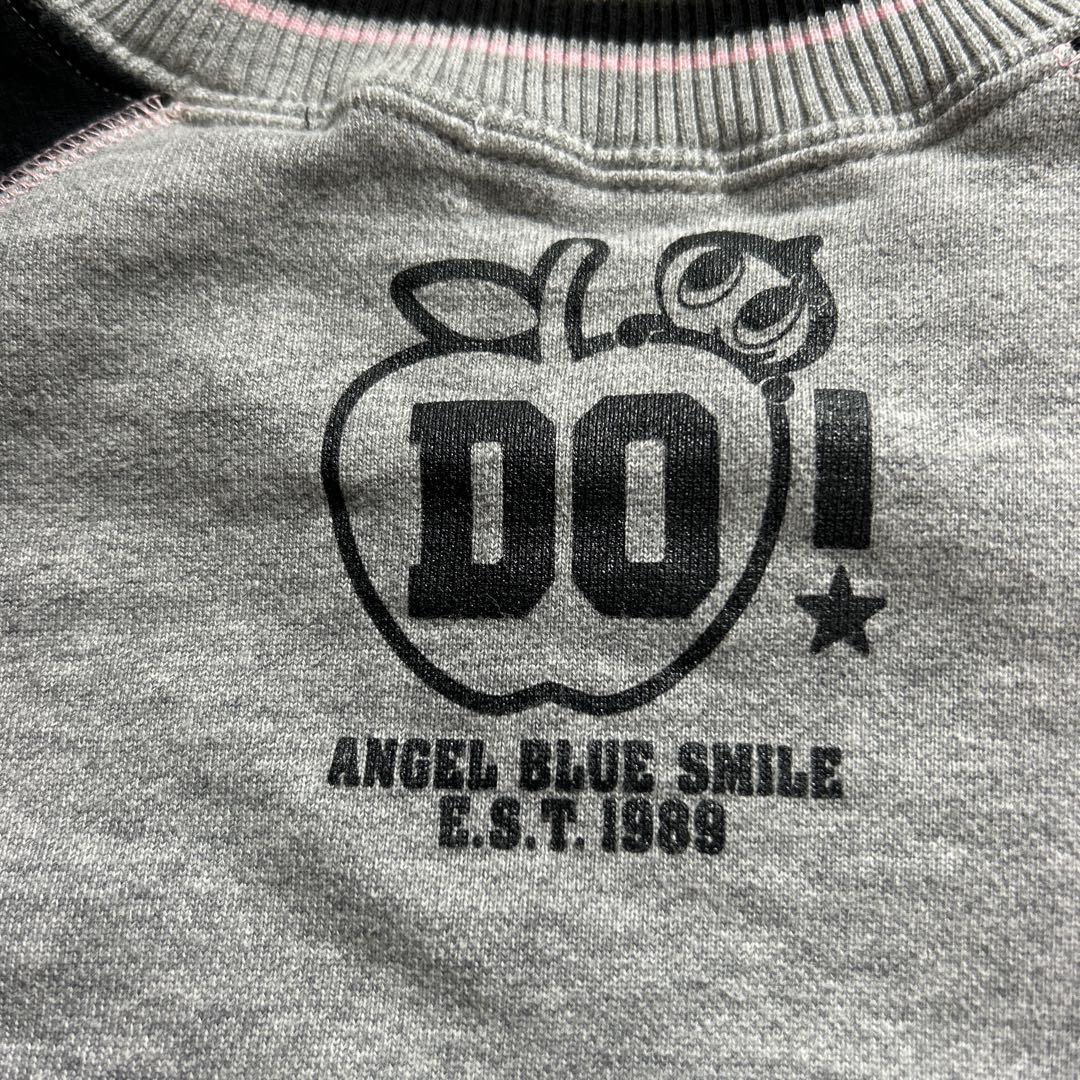 DO!
ANGEL BLUE SMILE
E.S.T. 1989